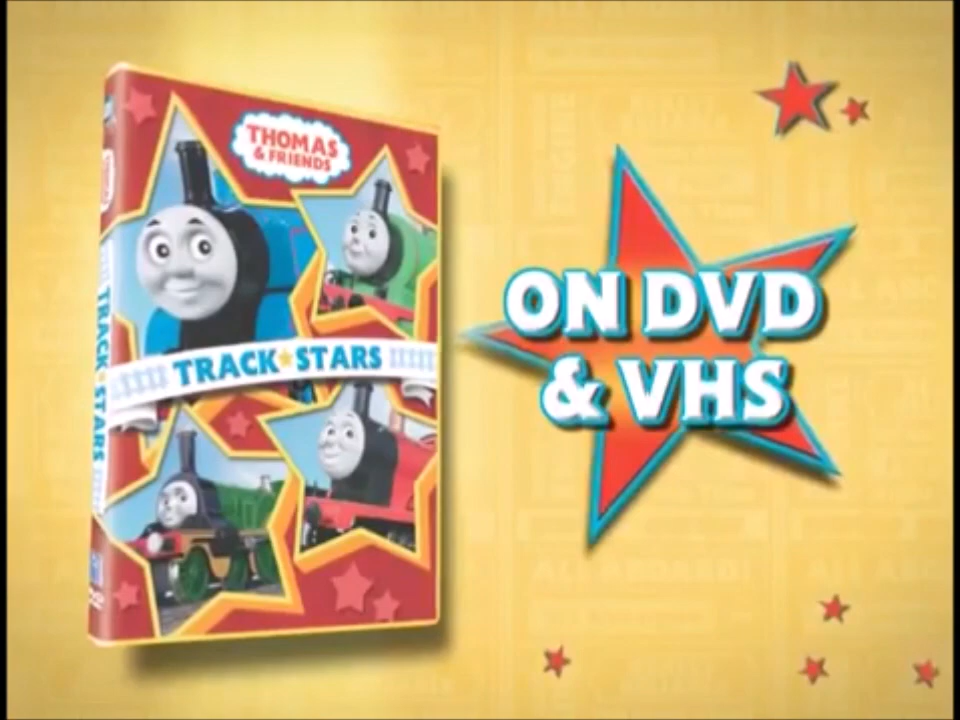 THOMAS
& FRIENDS
TRACK STARS
TRACK STARS
ON DVD
& VHS